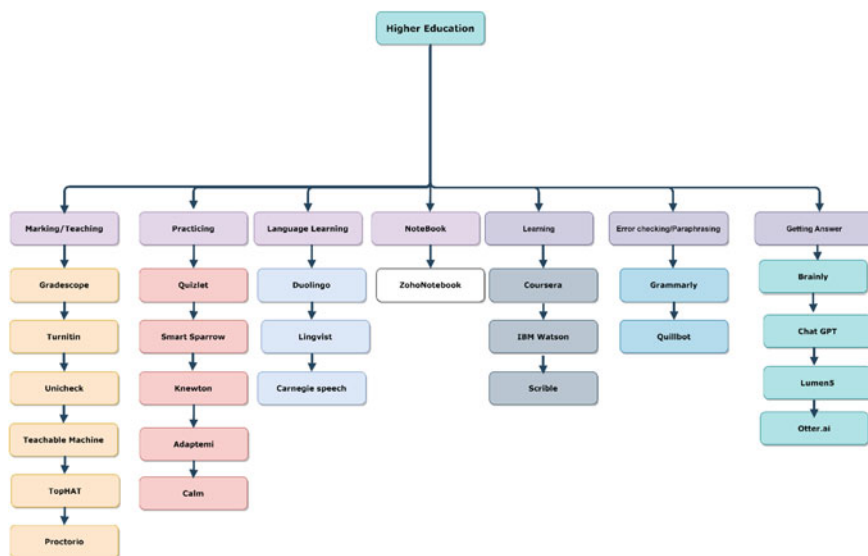 Higher Education
Marking/Teaching
Practicing
Language Learning
NoteBook
Learning
Error checking/Paraphrasing
Getting Answer
Gradescope
Turnitin
Unicheck
Teachable Machine
TopHAT
Proctorio
Quizlet
Smart Sparrow
Knewton
Adaptemi
Calm
Duolingo
Lingvist
Carnegie speech
ZohoNotebook
Coursera
IBM Watson
Scrible
Grammarly
Quillbot
Brainly
Chat GPT
Lumen5
Otter.ai